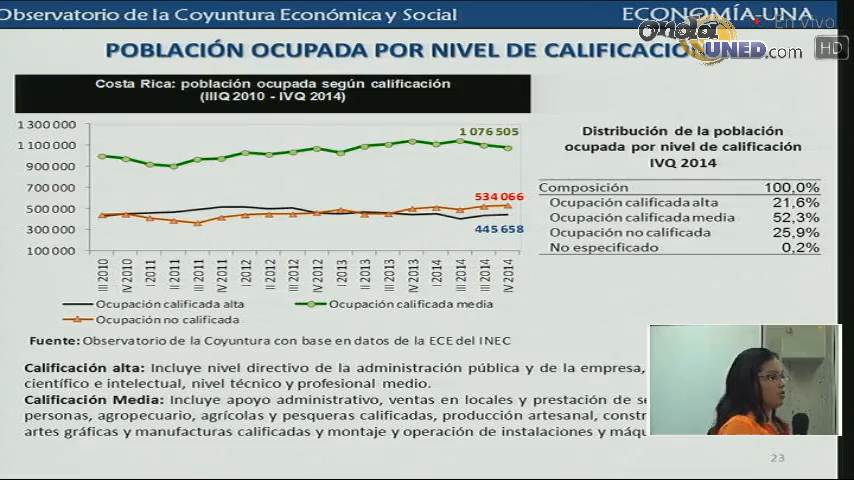 Observatorio de la Coyuntura Económica y Social
ECONOMÍA-UNA
En vivo
onda UNED.com
HD
POBLACIÓN OCUPADA POR NIVEL DE CALIFICACIÓN
Costa Rica: población ocupada según calificación
(IIIQ 2010 - IVQ 2014)
1 300 000
1 100 000
900 000
700 000
500 000
300 000
100 000
1 076 505
534 066
445 658
III 2010
IV 2010
I 2011
II 2011
III 2011
IV 2011
I 2012
II 2012
III 2012
IV 2012
I 2013
II 2013
III 2013
IV 2013
I 2014
II 2014
III 2014
IV 2014
Ocupación calificada alta
Ocupación calificada media
Ocupación no calificada
Distribución de la población
ocupada por nivel de calificación
IVQ 2014
Composición 100,0%
Ocupación calificada alta 21,6%
Ocupación calificada media 52,3%
Ocupación no calificada 25,9%
No especificado 0,2%
Fuente: Observatorio de la Coyuntura con base en datos de la ECE del INEC
Calificación alta: Incluye nivel directivo de la administración pública y de la empresa,
científico e intelectual, nivel técnico y profesional medio.
Calificación Media: Incluye apoyo administrativo, ventas en locales y prestación de se
personas, agropecuario, agrícolas y pesqueras calificadas, producción artesanal, constr
artes gráficas y manufacturas calificadas y montaje y operación de instalaciones y máqu
23